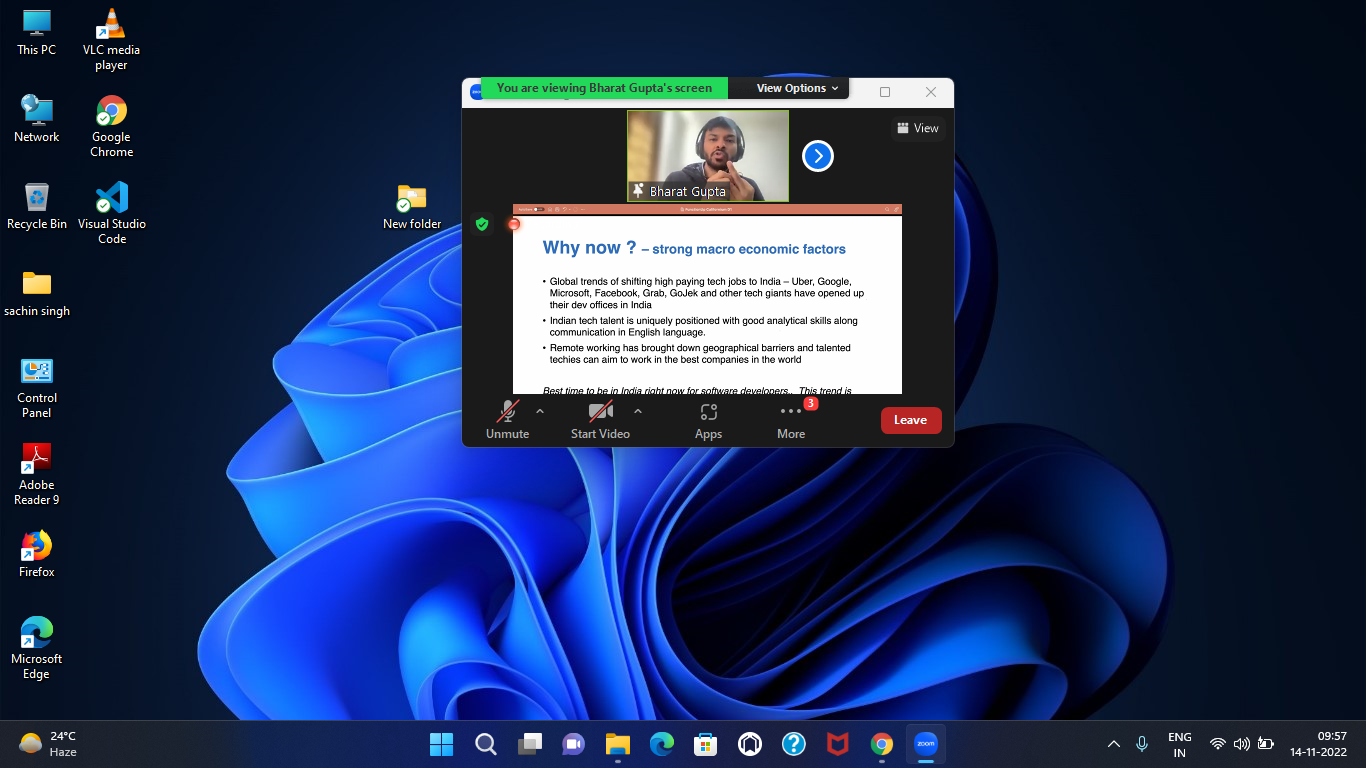 This PC
VLC media
player
Network
Google
Chrome
Recycle Bin
Visual Studio
Code
New folder
sachin singh
Control
Panel
Adobe
Reader 9
Firefox
Microsoft
Edge
You are viewing Bharat Gupta's screen
View Options
View
Bharat Gupta
Why now ? – strong macro economic factors
• Global trends of shifting high paying tech jobs to India – Uber, Google,
Microsoft, Facebook, Grab, GoJek and other tech giants have opened up
their dev offices in India
• Indian tech talent is uniquely positioned with good analytical skills along
communication in English language.
• Remote working has brought down geographical barriers and talented
techies can aim to work in the best companies in the world
Best time to be in India right now for software developers.. This trend is
Unmute
Start Video
Apps
3
More
Leave
24°C
Haze
zoom
ENG
IN
09:57
14-11-2022